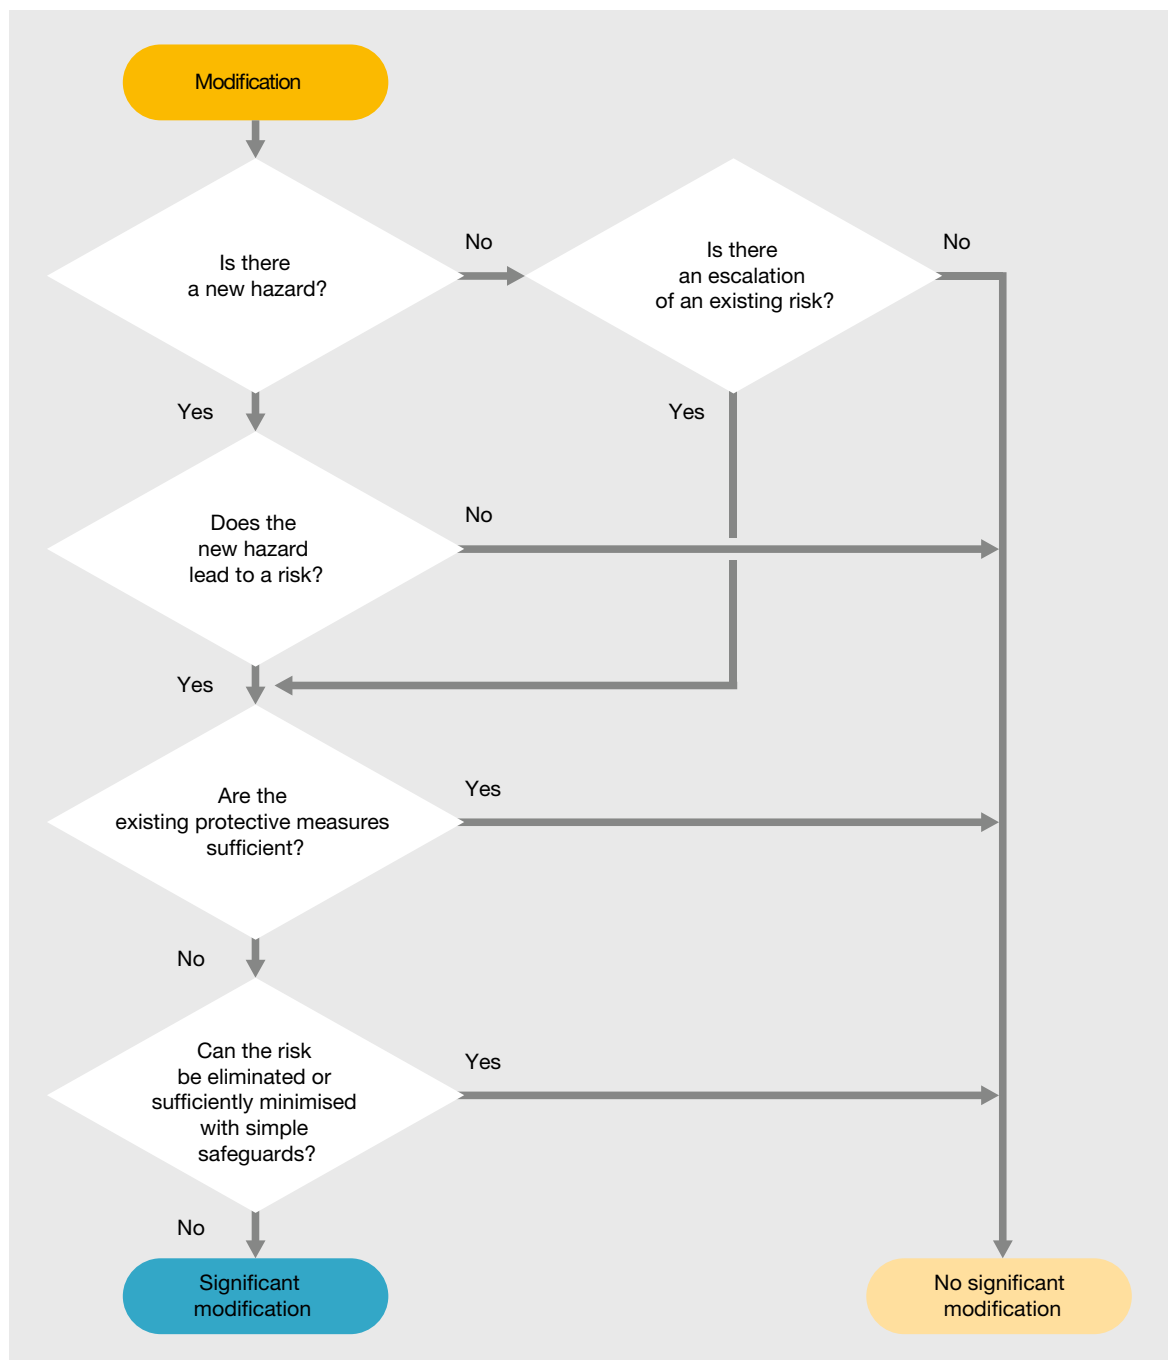 Modification
Is there
a new hazard?
No
Is there
an escalation
of an existing risk?
No
Yes
Yes
Does the
new hazard
lead to a risk?
No
Yes
Are the
existing protective measures
sufficient?
Yes
No
Can the risk
be eliminated or
sufficiently minimised
with simple
safeguards?
Yes
No
Significant
modification
No significant
modification